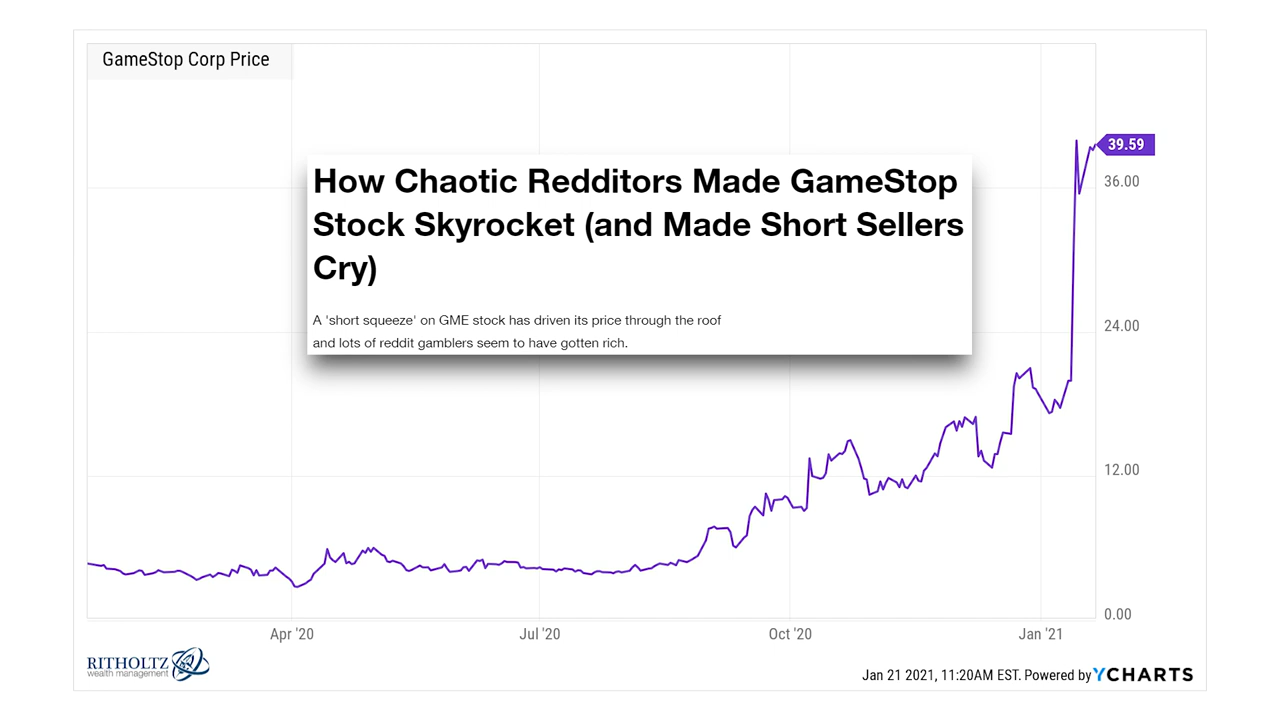 GameStop Corp Price
39.59
How Chaotic Redditors Made GameStop
Stock Skyrocket (and Made Short Sellers
Cry)
A 'short squeeze' on GME stock has driven its price through the roof
and lots of reddit gamblers seem to have gotten rich.
36.00
24.00
12.00
0.00
Apr '20
Jul '20
Oct '20
Jan '21
RITHOLTZ
wealth management
Jan 21 2021, 11:20AM EST. Powered by YCHARTS